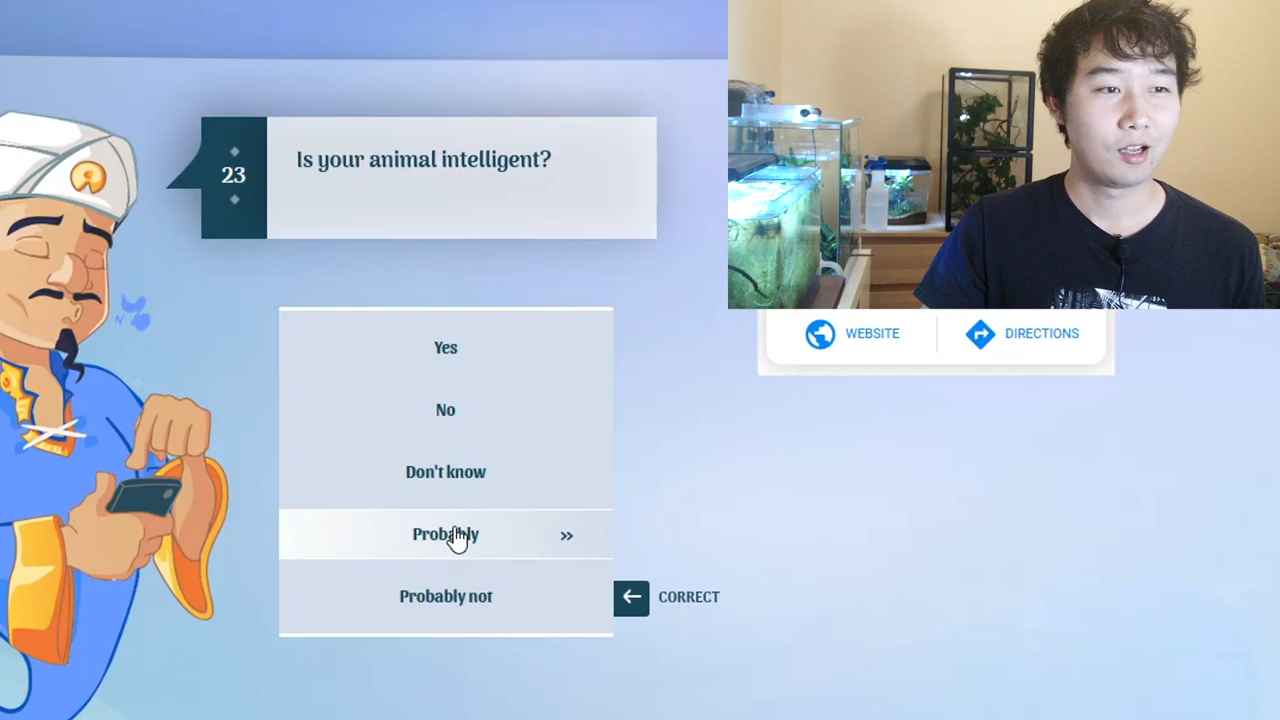 23
Is your animal intelligent?
Yes
No
Don't know
Probably
Probably not
CORRECT
WEBSITE
DIRECTIONS